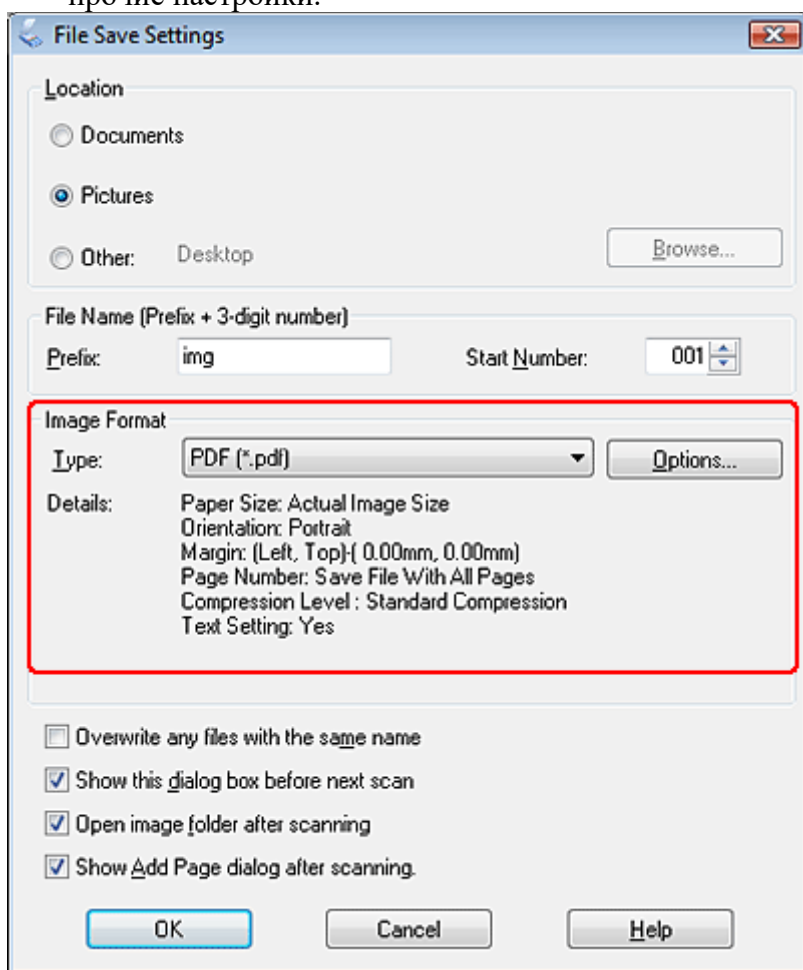 прочие настройки.
File Save Settings
Location
Documents
Pictures
Other: Desktop Browse...
File Name (Prefix + 3-digit number)
Prefix: img Start Number: 001
Image Format
Type: PDF (*.pdf) Options...
Details: Paper Size: Actual Image Size
Orientation: Portrait
Margin: (Left, Top)-( 0.00mm, 0.00mm)
Page Number: Save File With All Pages
Compression Level : Standard Compression
Text Setting: Yes
Overwrite any files with the same name
Show this dialog box before next scan
Open image folder after scanning
Show Add Page dialog after scanning.
OK Cancel Help